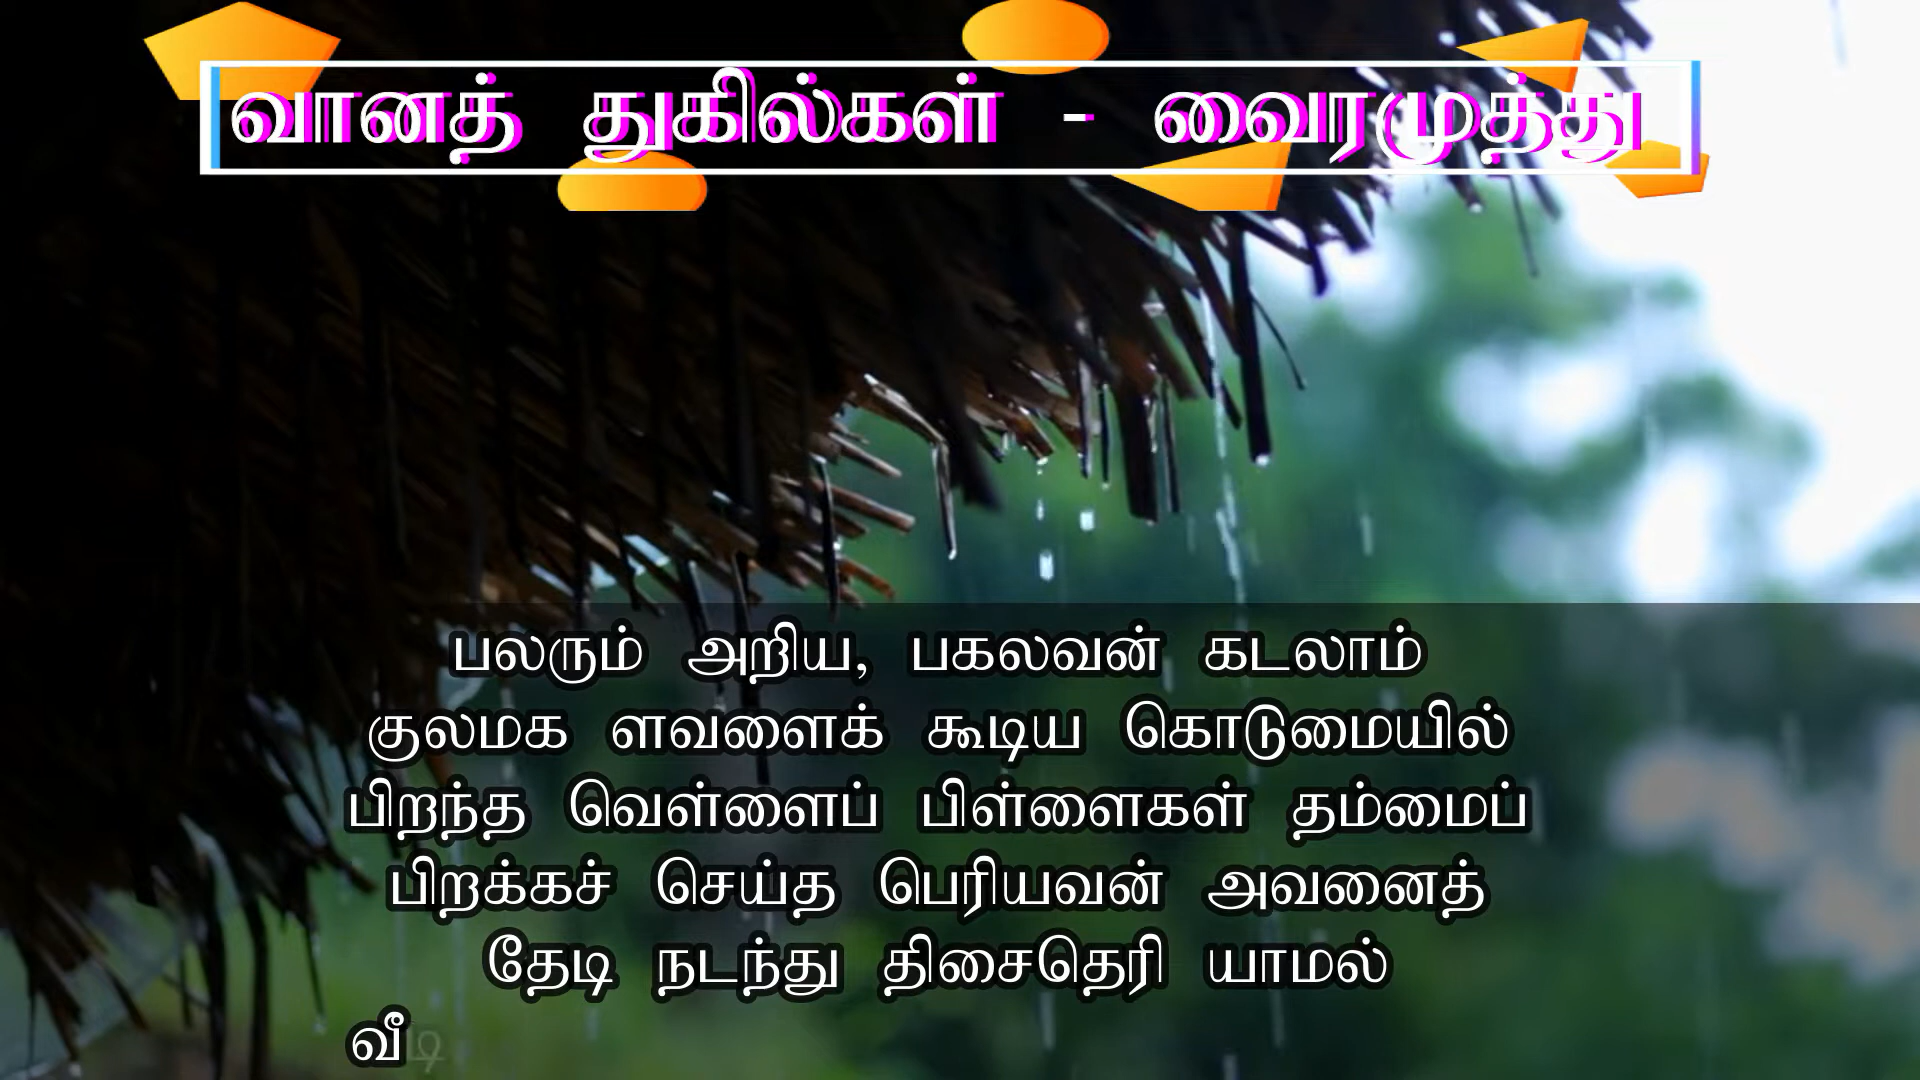 வானத் துகில்கள் - வைரமுத்து
பலரும் அறிய, பகலவன் கடலாம்
குலமக ளவளைக் கூடிய கொடுமையில்
பிறந்த வெள்ளைப் பிள்ளைகள் தம்மைப்
பிறக்கச் செய்த பெரியவன் அவனைத்
தேடி நடந்து திசைதெரி யாமல்
வீடி